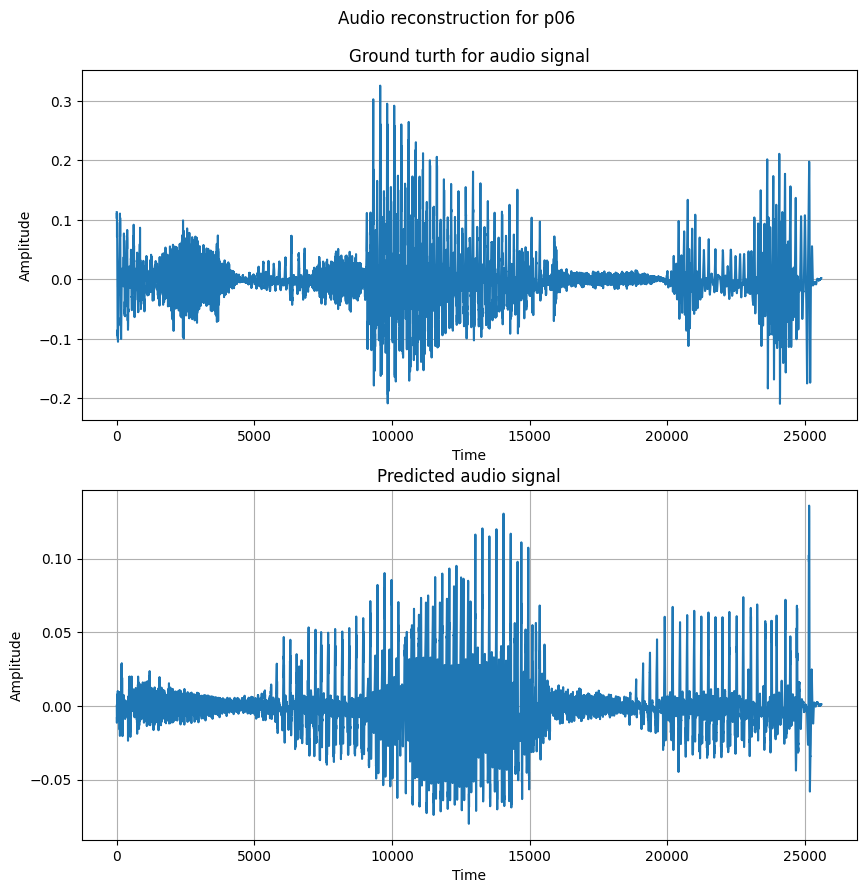 Audio reconstruction for p06
Ground turth for audio signal
0.3
0.2
0.1
0.0
−0.1
−0.2
Amplitude
0 5000 10000 15000 20000 25000
Time
Predicted audio signal
0.10
0.05
0.00
−0.05
Amplitude
0 5000 10000 15000 20000 25000
Time